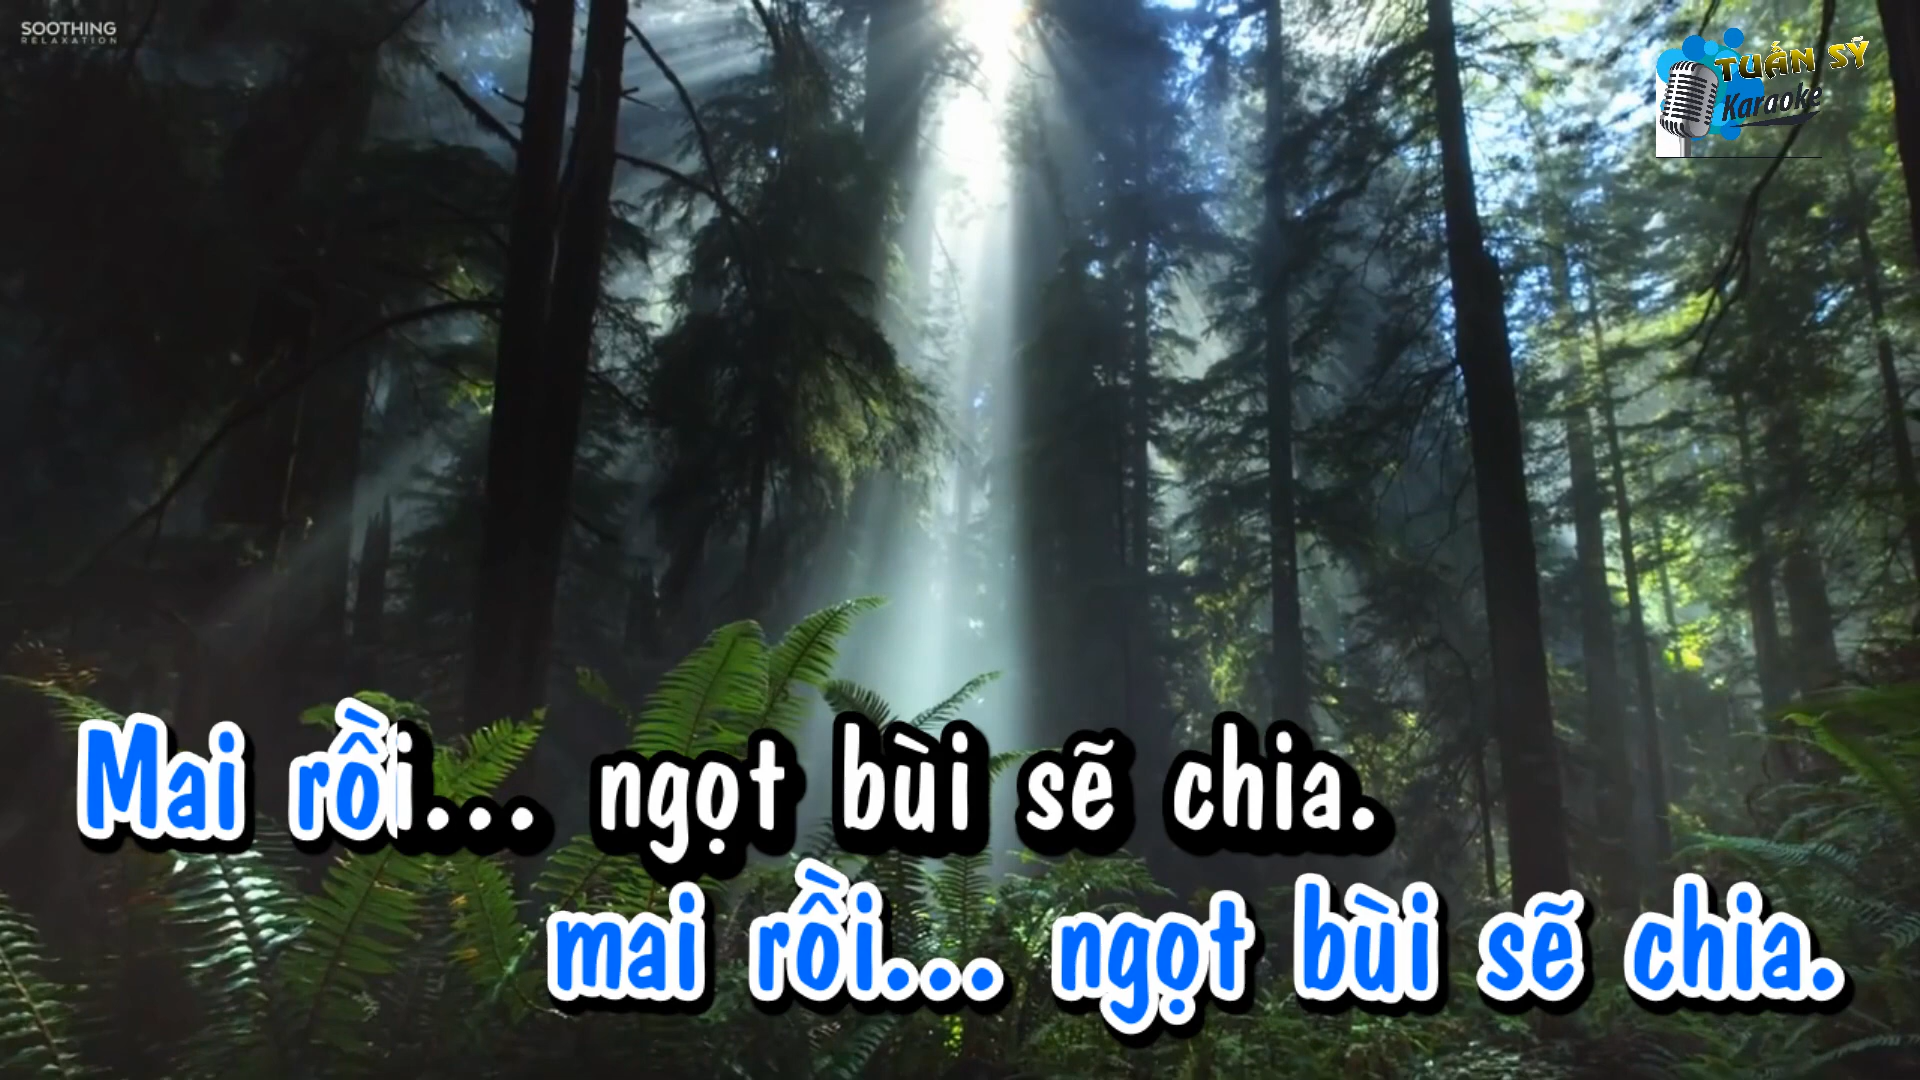 SOOTHING
RELAXATION
TUẤN SỸ
Karaoke
Mai rồi... ngọt bùi sẽ chia.
mai rồi... ngọt bùi sẽ chia.